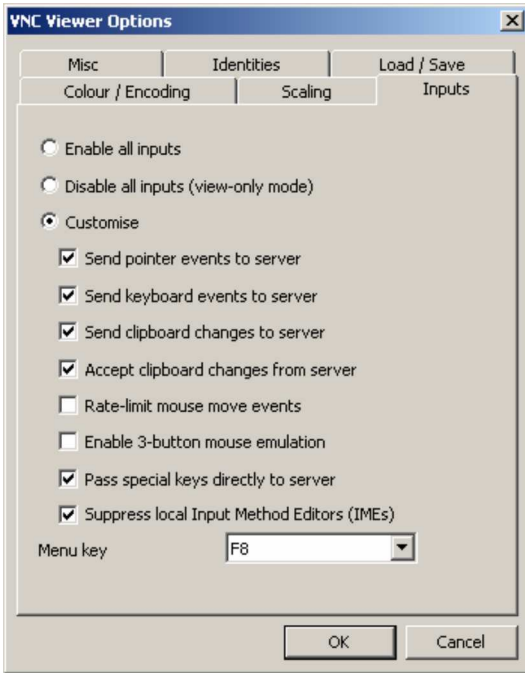 VNC Viewer Options
Misc Identities Load / Save
Colour / Encoding Scaling Inputs
Enable all inputs
Disable all inputs (view-only mode)
Customise
Send pointer events to server
Send keyboard events to server
Send clipboard changes to server
Accept clipboard changes from server
Rate-limit mouse move events
Enable 3-button mouse emulation
Pass special keys directly to server
Suppress local Input Method Editors (IMEs)
Menu key F8
OK Cancel